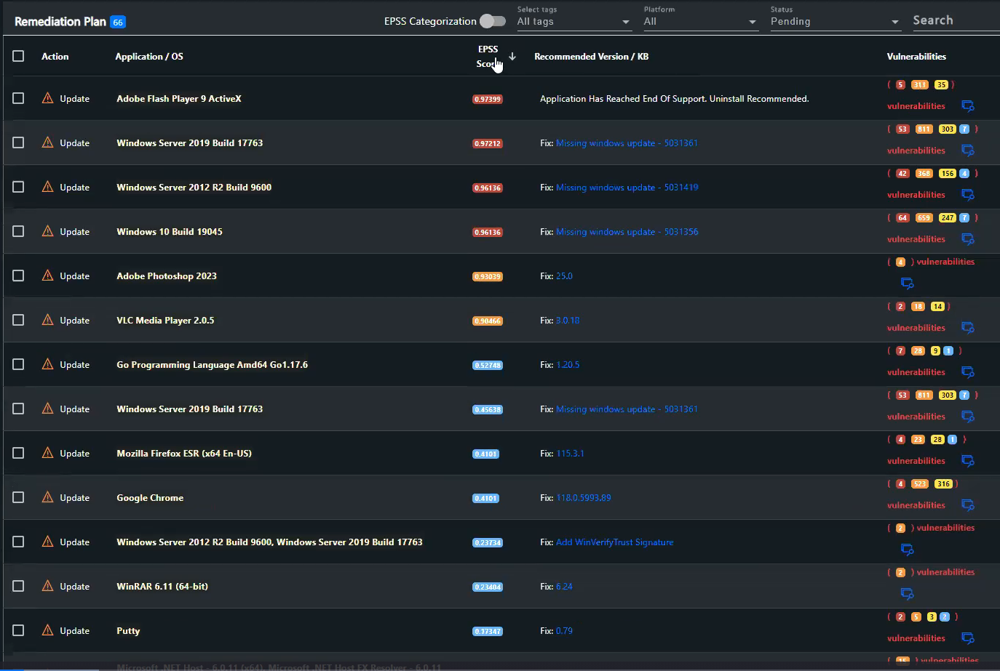 Remediation Plan 66
EPSS Categorization
Select tags
All tags
Platform
All
Status
Pending
Search
Action
Application / OS
EPSS
Score
Recommended Version / KB
Vulnerabilities
Update Adobe Flash Player 9 ActiveX 0.97399 Application Has Reached End Of Support. Uninstall Recommended. ( 5 311 35 )
vulnerabilities
Update Windows Server 2019 Build 17763 0.97212 Fix: Missing windows update - 5031361 ( 53 811 303 7 )
vulnerabilities
Update Windows Server 2012 R2 Build 9600 0.96136 Fix: Missing windows update - 5031419 ( 42 368 156 4 )
vulnerabilities
Update Windows 10 Build 19045 0.96136 Fix: Missing windows update - 5031356 ( 64 659 247 7 )
vulnerabilities
Update Adobe Photoshop 2023 0.93039 Fix: 25.0 ( 4 ) vulnerabilities
Update VLC Media Player 2.0.5 0.90466 Fix: 3.0.18 ( 2 18 14 )
vulnerabilities
Update Go Programming Language Amd64 Go1.17.6 0.52748 Fix: 1.20.5 ( 7 28 9 1 )
vulnerabilities
Update Windows Server 2019 Build 17763 0.45638 Fix: Missing windows update - 5031361 ( 53 811 303 7 )
vulnerabilities
Update Mozilla Firefox ESR (x64 En-US) 0.4101 Fix: 115.3.1 ( 4 23 28 1 )
vulnerabilities
Update Google Chrome 0.4101 Fix: 118.0.5993.89 ( 4 523 316 )
vulnerabilities
Update Windows Server 2012 R2 Build 9600, Windows Server 2019 Build 17763 0.23734 Fix: Add WinVerifyTrust Signature ( 2 ) vulnerabilities
Update WinRAR 6.11 (64-bit) 0.23404 Fix: 6.24 ( 2 ) vulnerabilities
Update Putty 0.17347 Fix: 0.79 ( 2 5 3 2 )
vulnerabilities
Microsoft .NET Host - 6.0.11 (x64), Microsoft .NET Host FX Resolver - 6.0.11 ( 15 ) vulnerabilities